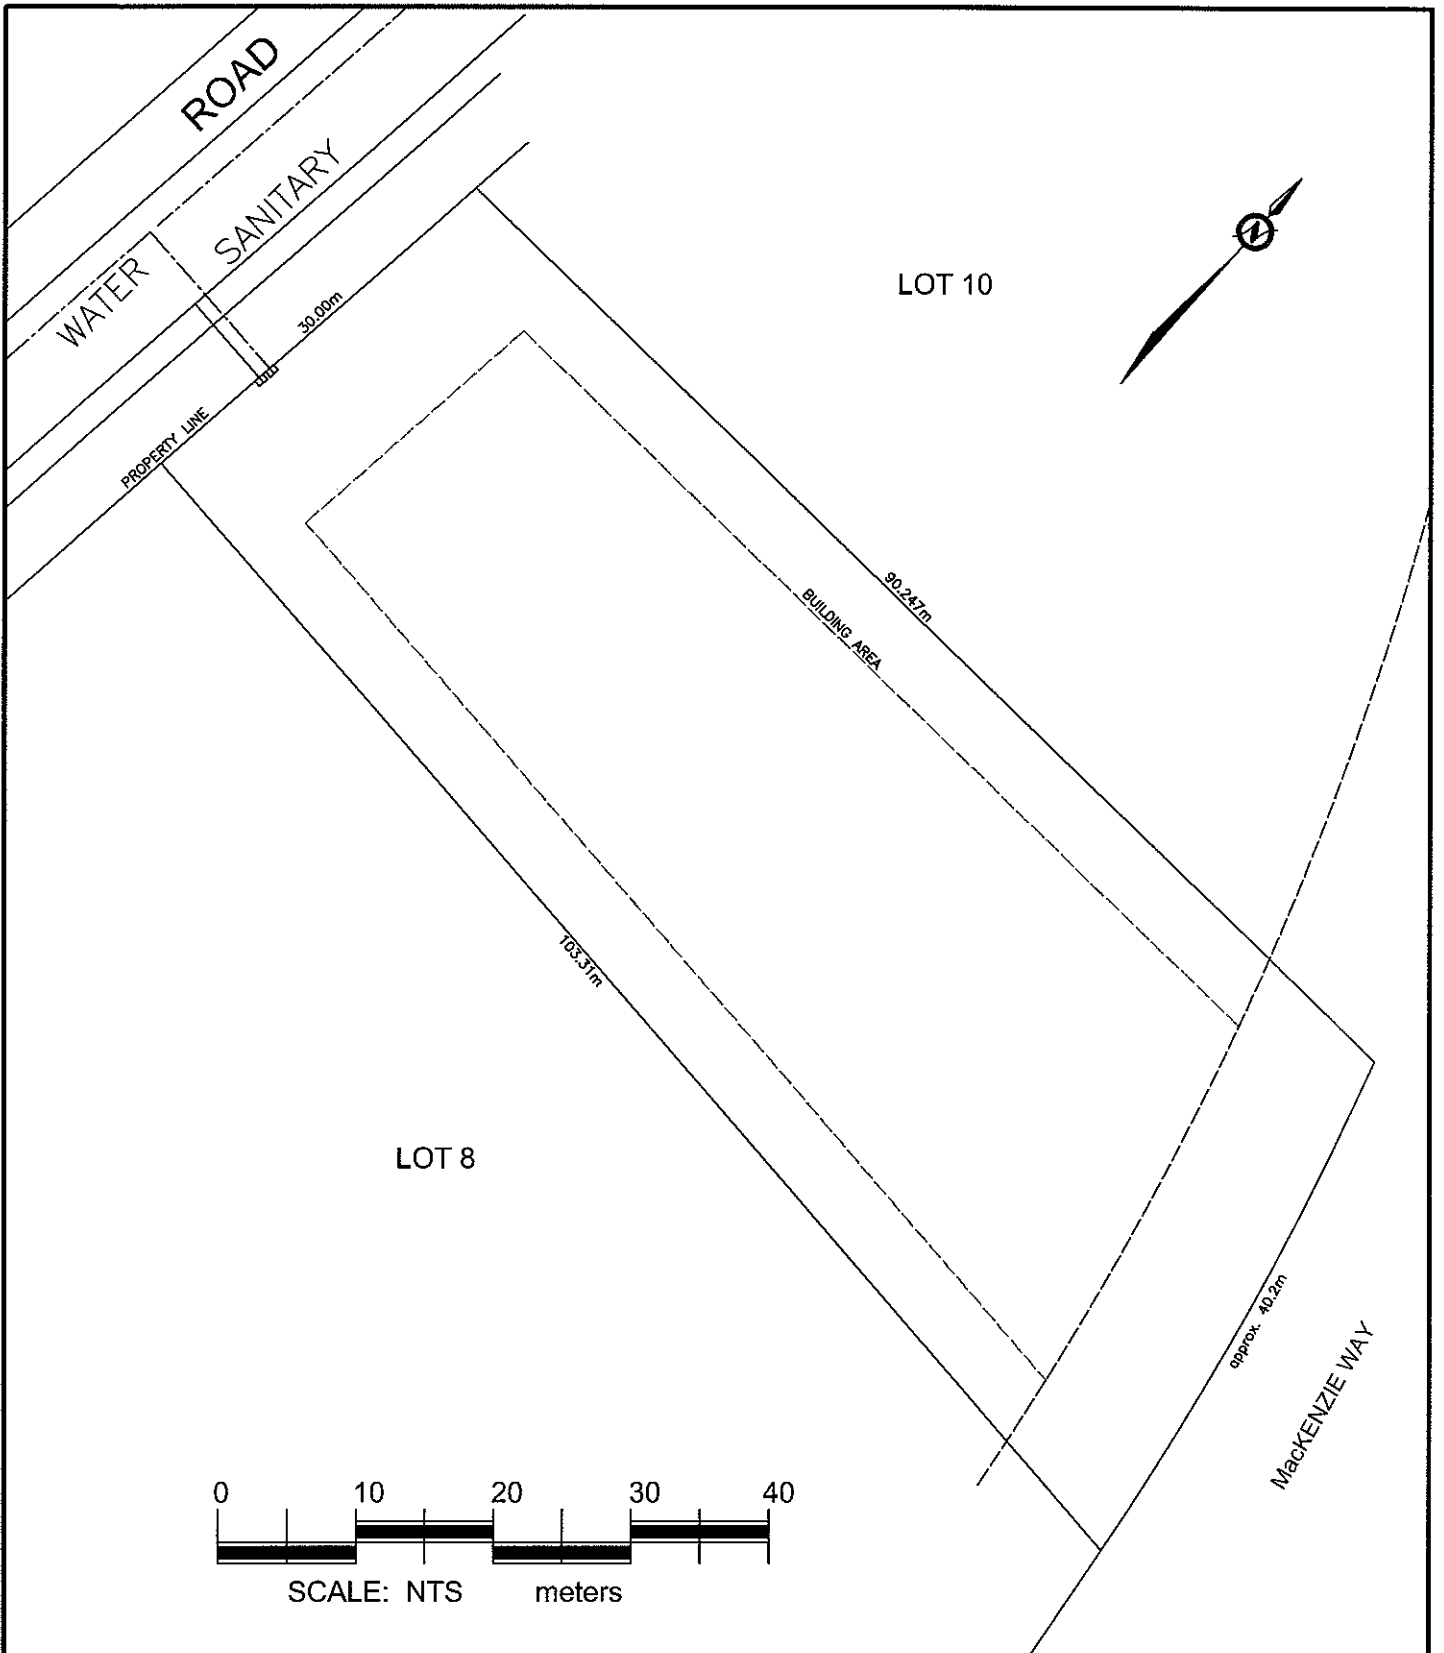 ROAD
SANITARY
WATER
30.00m
PROPERTY LINE
LOT 10
N
90.247m
BUILDING AREA
103.31m
LOT 8
approx. 40.2m
MacKENZIE WAY
0 10 20 30 40
SCALE: NTS meters